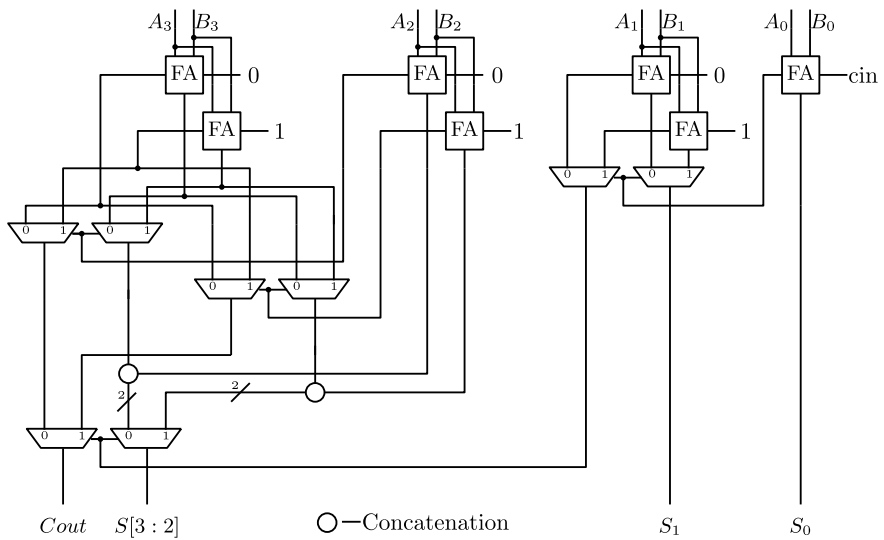 A3 B3 A2 B2 A1 B1 A0 B0
FA 0 FA 0 FA 0 FA cin
FA 1 FA 1 FA 1
0 1 0 1
0 1 0 1
0 1 0 1
2
2
0 1 0 1
Cout S[3 : 2] Concatenation S1 S0